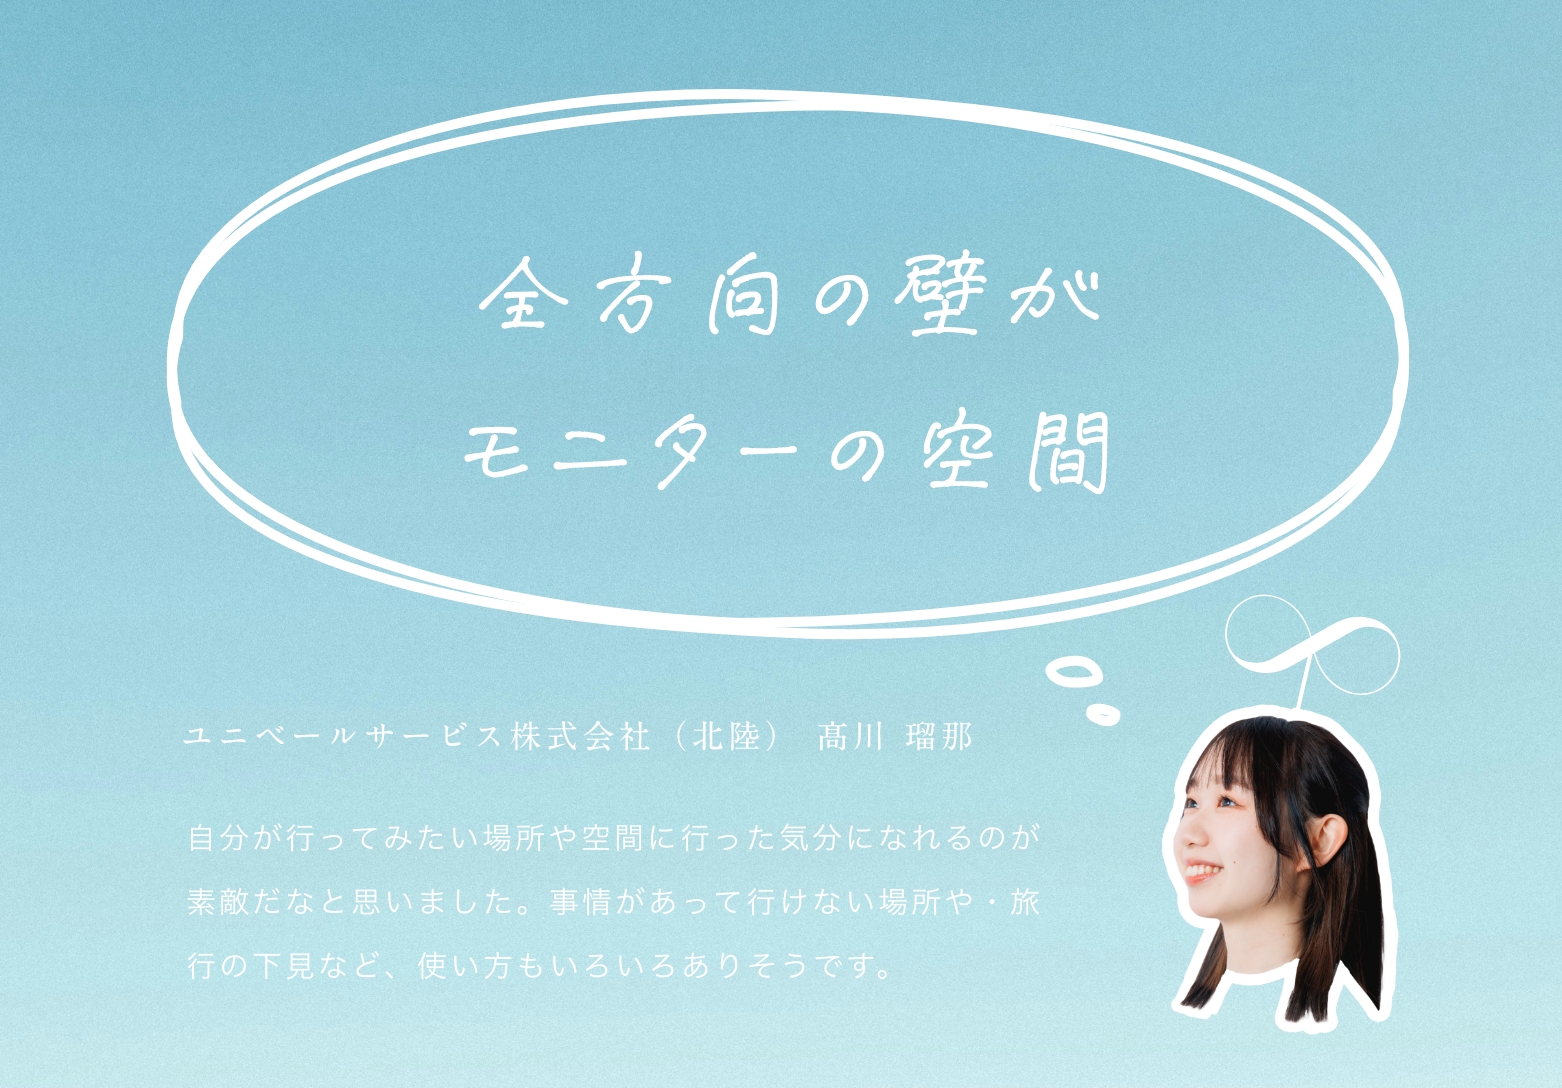 全方向の壁が
モニターの空間
ユニベールサービス株式会社（北陸） 髙川 瑠那
自分が行ってみたい場所や空間に行った気分になれるのが
素敵だなと思いました。事情があって行けない場所や・旅
行の下見など、使い方もいろいろありそうです。